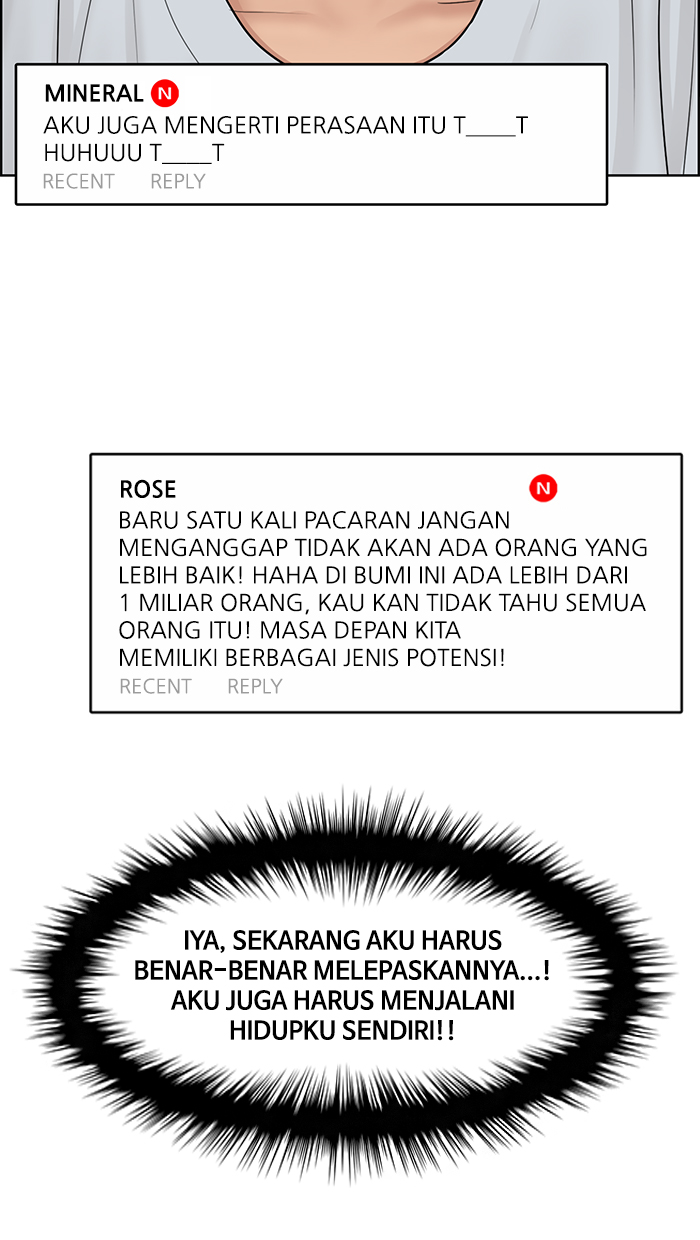 MINERAL N
AKU JUGA MENGERTI PERASAAN ITU T____T
HUHUUU T____T
RECENT REPLY
ROSE N
BARU SATU KALI PACARAN JANGAN
MENGANGGAP TIDAK AKAN ADA ORANG YANG
LEBIH BAIK! HAHA DI BUMI INI ADA LEBIH DARI
1 MILIAR ORANG, KAU KAN TIDAK TAHU SEMUA
ORANG ITU! MASA DEPAN KITA
MEMILIKI BERBAGAI JENIS POTENSI!
RECENT REPLY
IYA, SEKARANG AKU HARUS
BENAR-BENAR MELEPASKANNYA...!
AKU JUGA HARUS MENJALANI
HIDUPKU SENDIRI!!